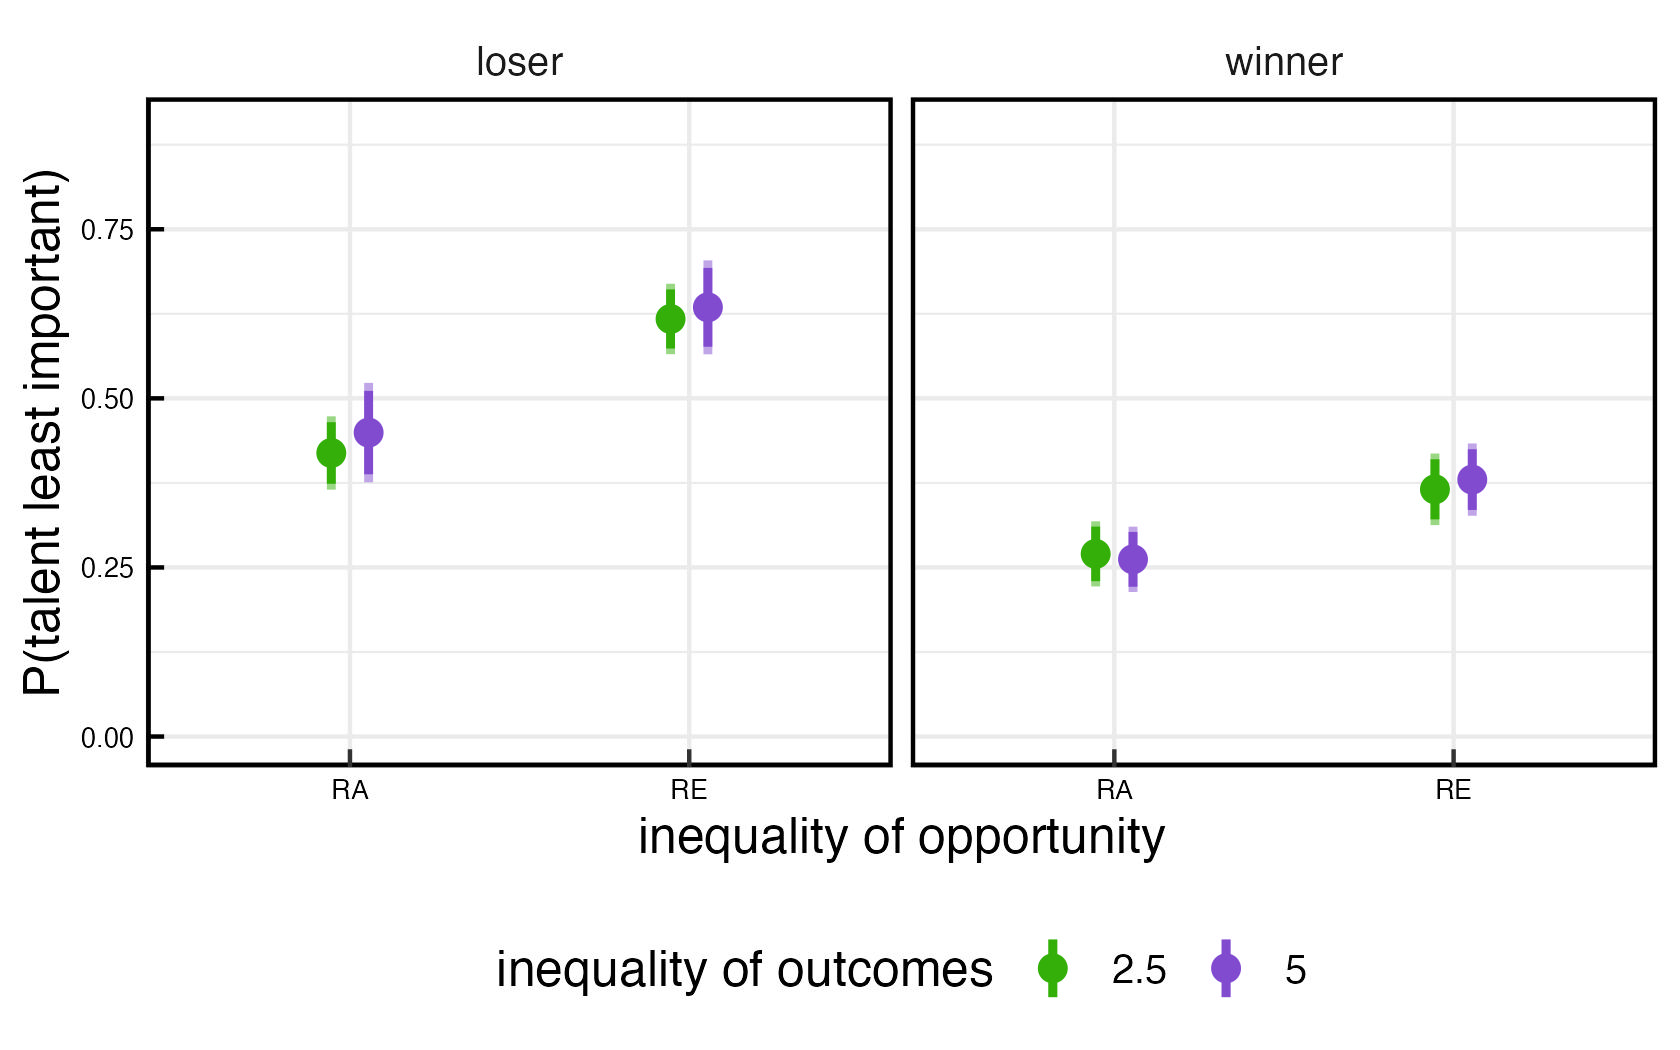 loser
winner
P(talent least important)
0.75
0.50
0.25
0.00
RA
RE
RA
RE
inequality of opportunity
inequality of outcomes 2.5 5